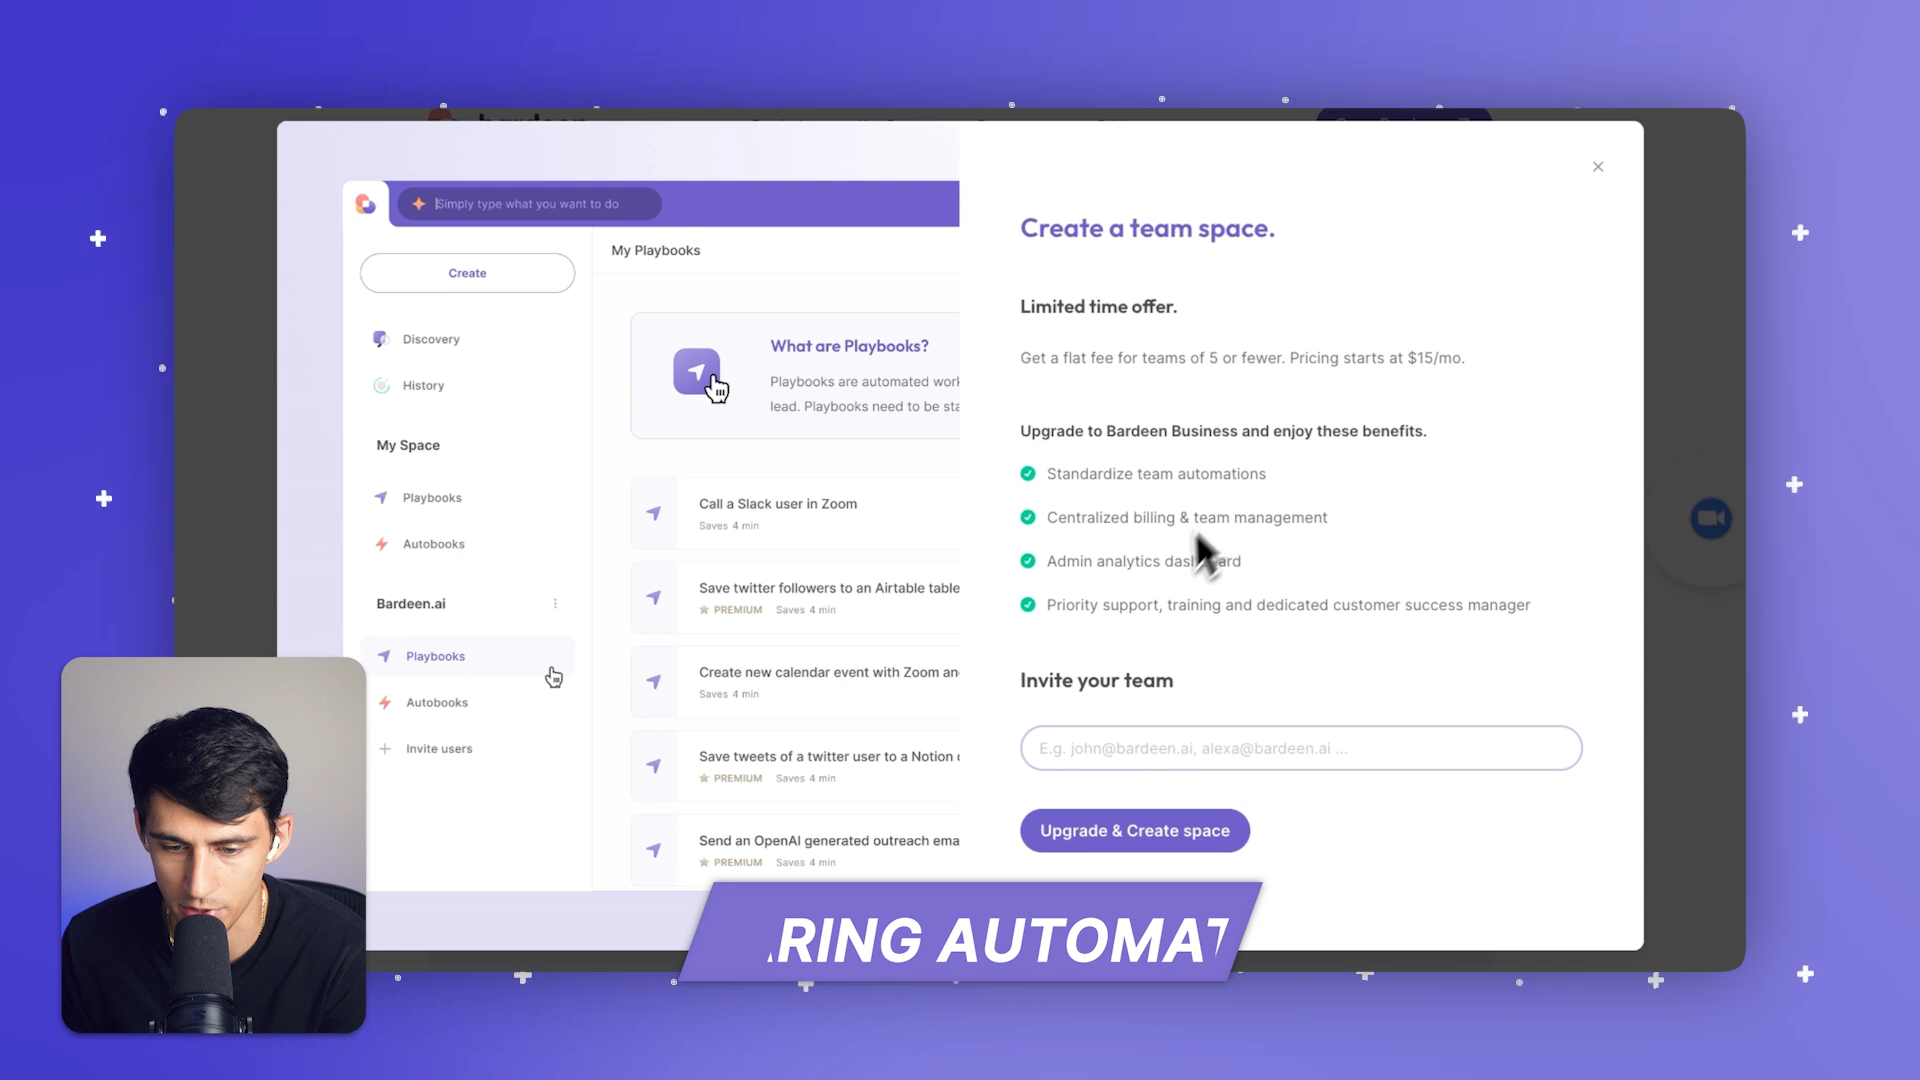 Simply type what you want to do
Create
My Playbooks
Discovery
History
What are Playbooks?
Playbooks are automated work
lead. Playbooks need to be sta
My Space
Playbooks
Autobooks
Call a Slack user in Zoom
Saves 4 min
Save twitter followers to an Airtable table
PREMIUM Saves 4 min
Bardeen.ai
Playbooks
Autobooks
Invite users
Create new calendar event with Zoom an
Saves 4 min
Save tweets of a twitter user to a Notion
PREMIUM Saves 4 min
Send an OpenAI generated outreach ema
PREMIUM Saves 4 min
Create a team space.
Limited time offer.
Get a flat fee for teams of 5 or fewer. Pricing starts at $15/mo.
Upgrade to Bardeen Business and enjoy these benefits.
Standardize team automations
Centralized billing & team management
Admin analytics dashboard
Priority support, training and dedicated customer success manager
Invite your team
E.g. john@bardeen.ai, alexa@bardeen.ai ...
Upgrade & Create space
RING AUTOMAT